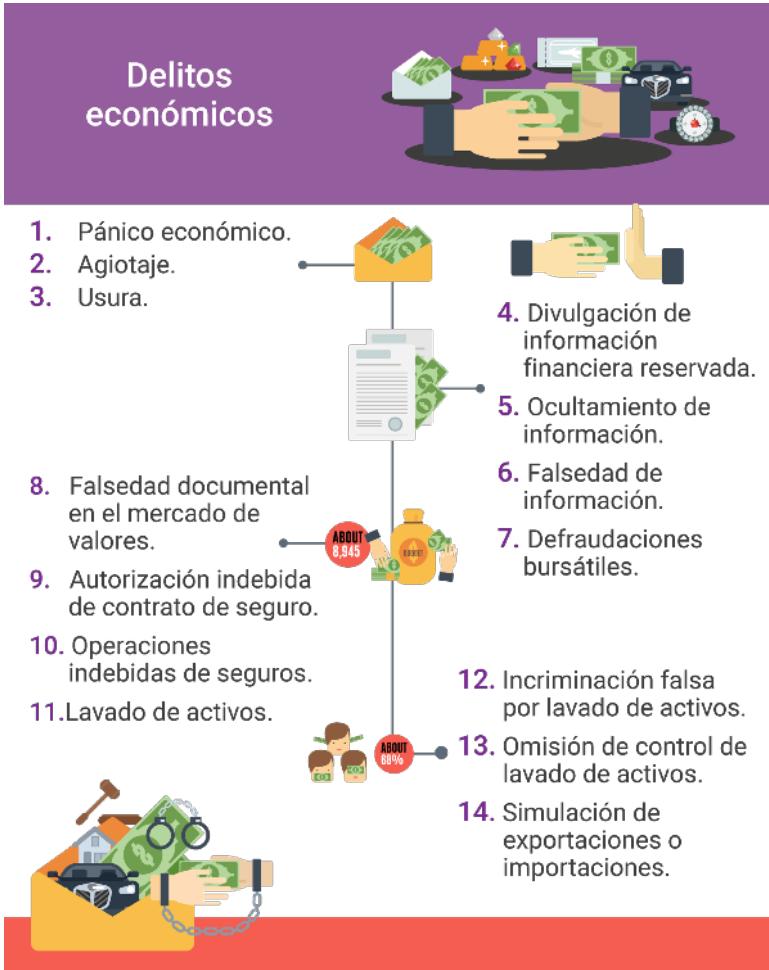 Delitos
económicos
1. Pánico económico.
2. Agiotaje.
3. Usura.
4. Divulgación de
información
financiera reservada.
5. Ocultamiento de
información.
6. Falsedad de
información.
7. Defraudaciones
bursátiles.
8. Falsedad documental
en el mercado de
valores.
9. Autorización indebida
de contrato de seguro.
10. Operaciones
indebidas de seguros.
11.Lavado de activos.
ABOUT
8,945
12. Incriminación falsa
por lavado de activos.
13. Omisión de control de
lavado de activos.
14. Simulación de
exportaciones o
importaciones.
ABOUT
88%